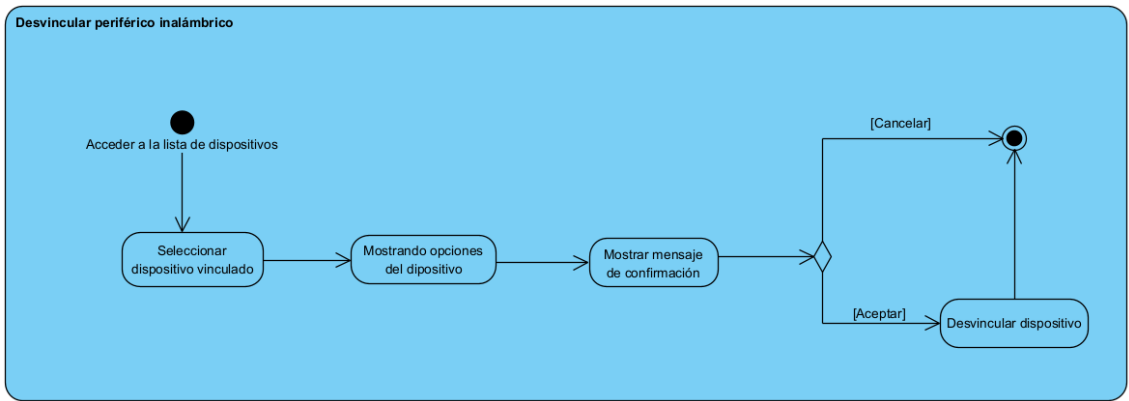 Desvincular periférico inalámbrico
Acceder a la lista de dispositivos
Seleccionar
dispositivo vinculado
Mostrando opciones
del dipositivo
Mostrar mensaje
de confirmación
[Cancelar]
[Aceptar]
Desvincular dispositivo